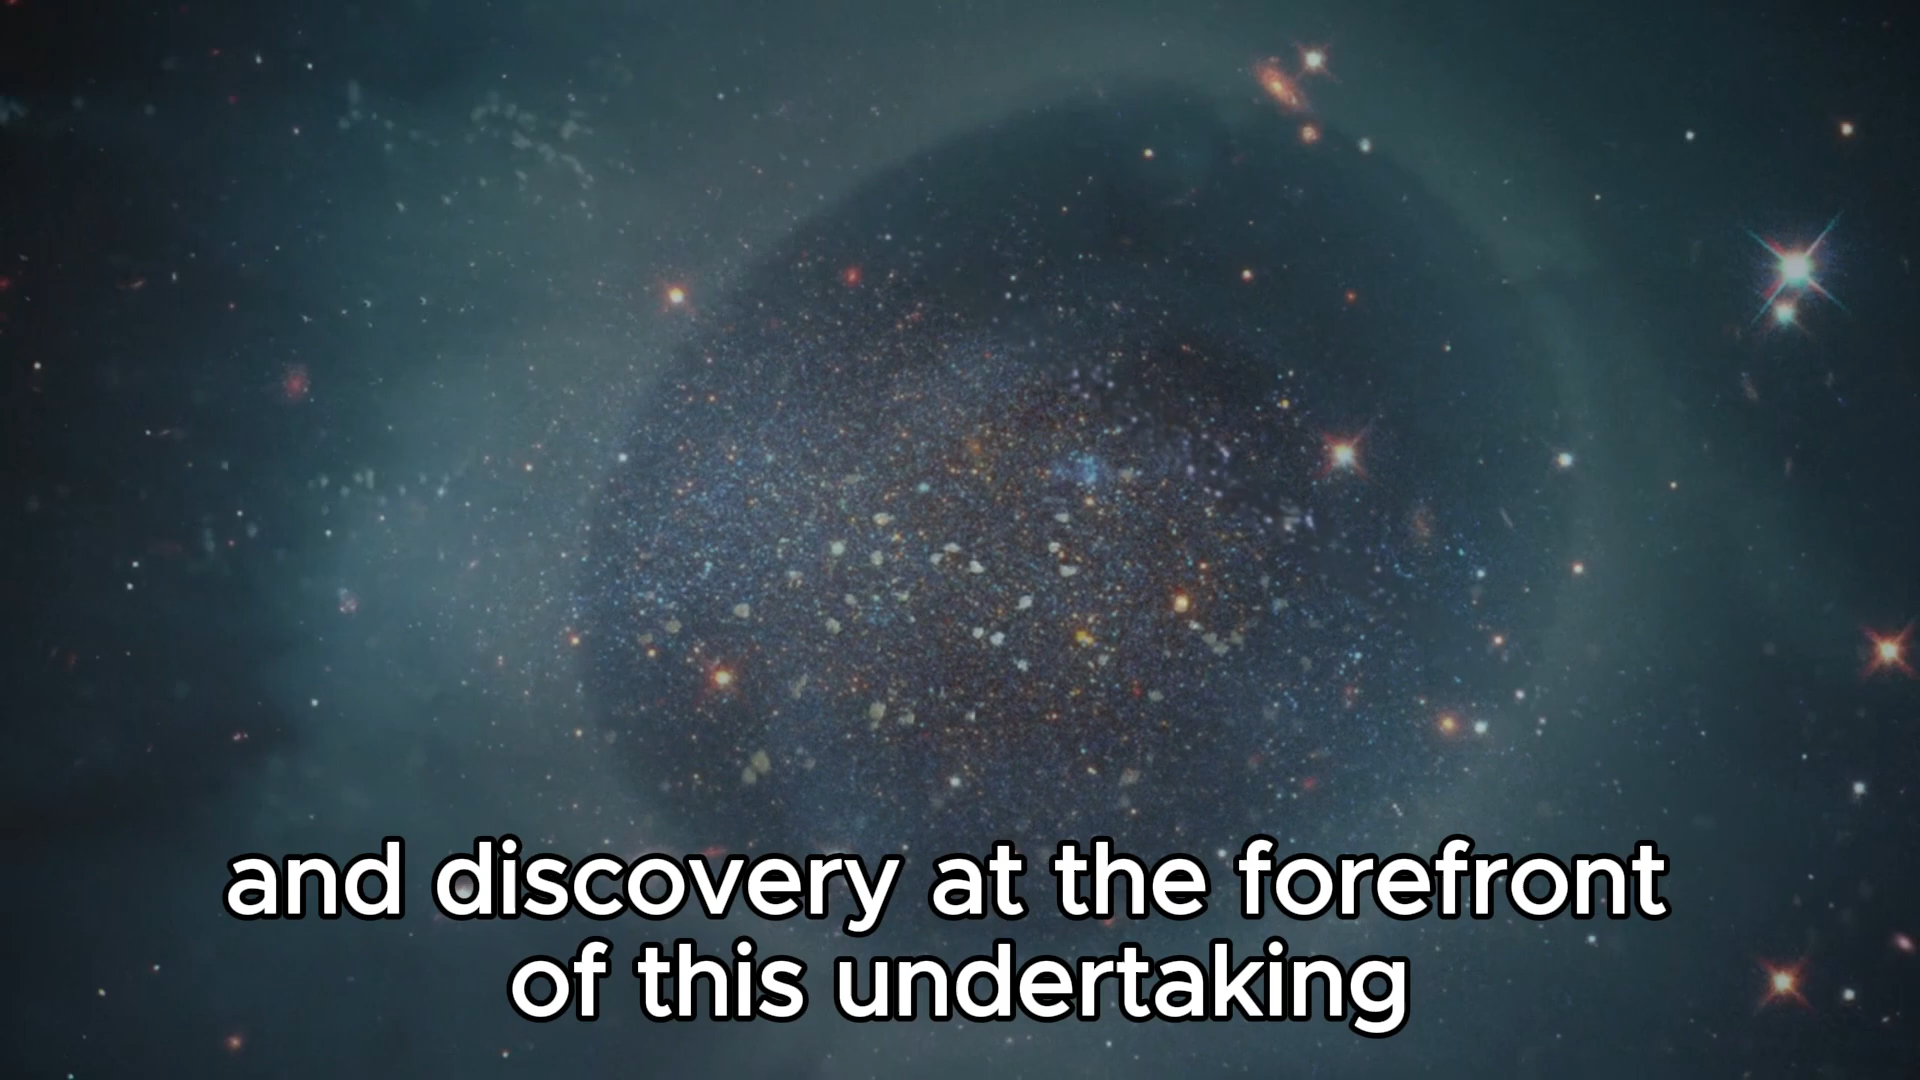 and discovery at the forefront
of this undertaking